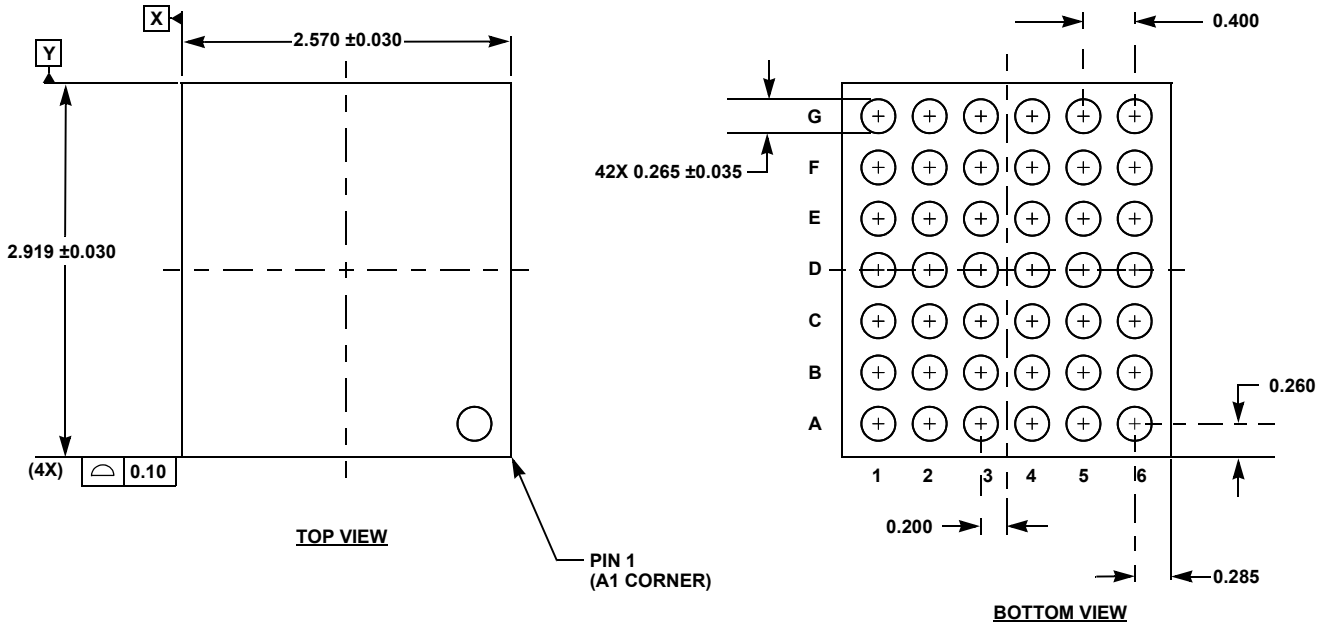 X
2.570 ±0.030
Y
2.919 ±0.030
(4X) 0.10
TOP VIEW
PIN 1
(A1 CORNER)
0.400
G
42X 0.265 ±0.035
F
E
D
C
B
A
0.260
1 2 3 4 5 6
0.200
0.285
BOTTOM VIEW